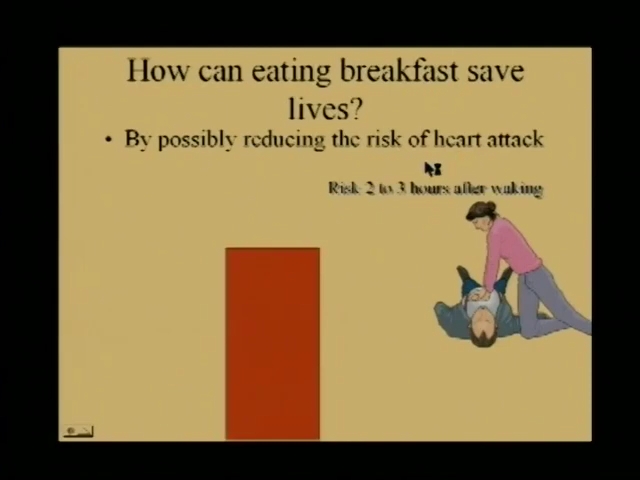 How can eating breakfast save
lives?
• By possibly reducing the risk of heart attack
Risk 2 to 3 hours after waking